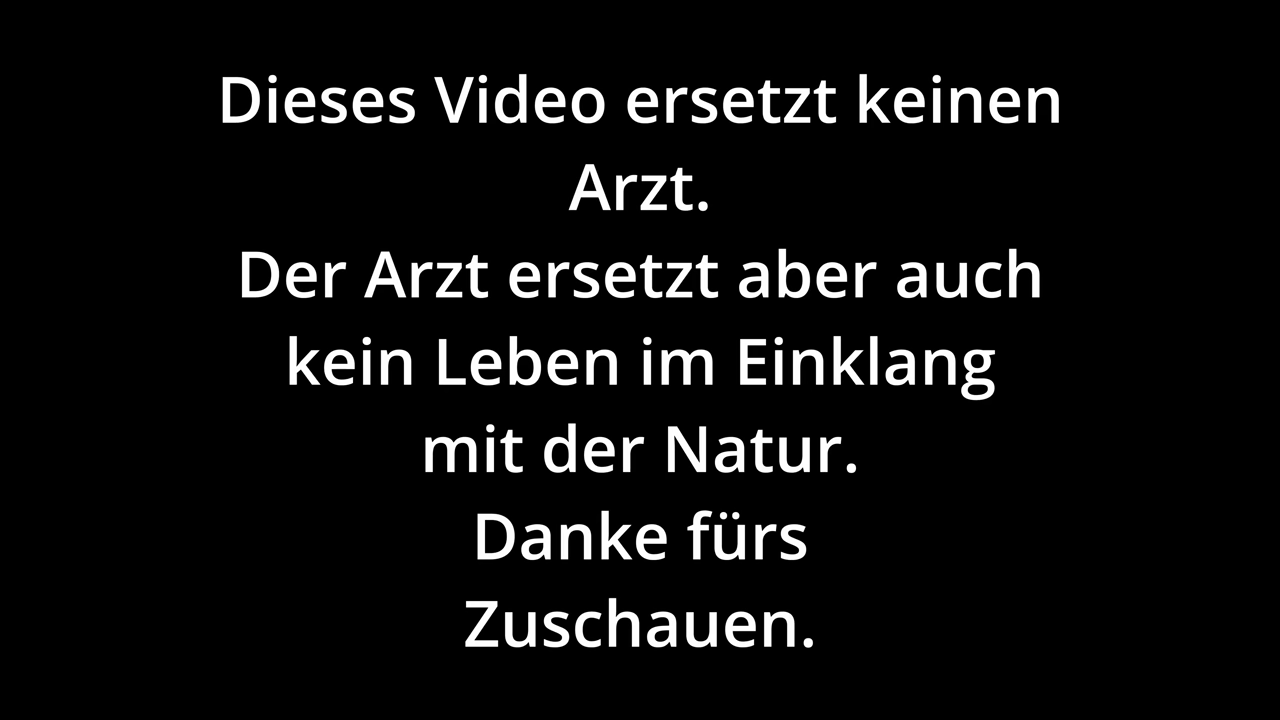 Dieses Video ersetzt keinen
Arzt.
Der Arzt ersetzt aber auch
kein Leben im Einklang
mit der Natur.
Danke fürs
Zuschauen.